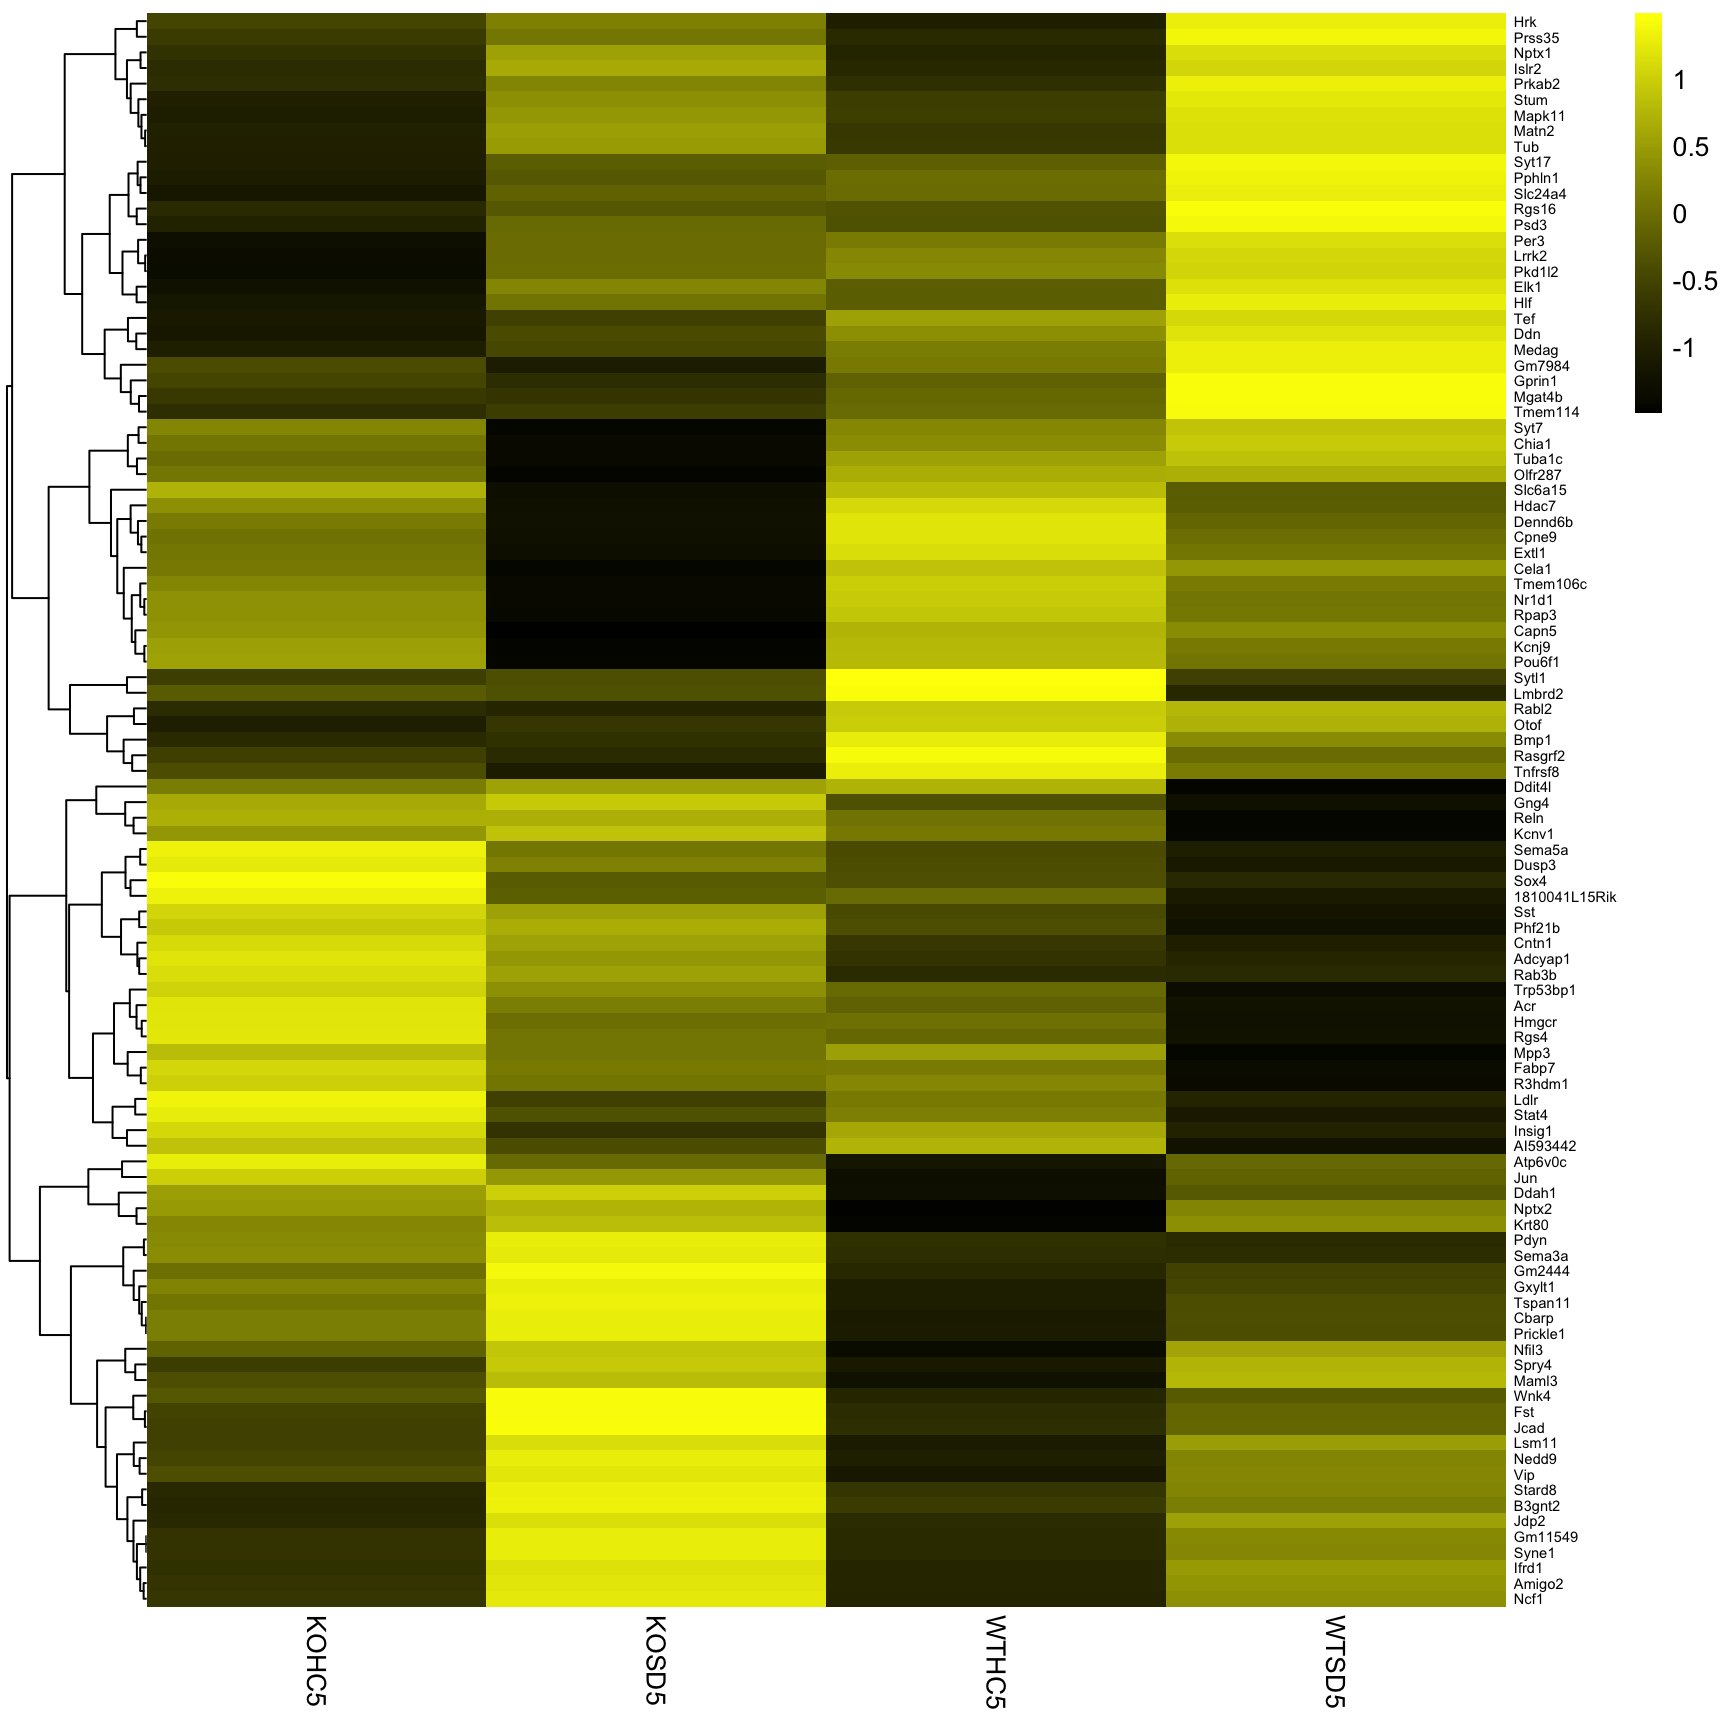 Hrk
Prss35
Nptx1
Islr2
Prkab2
Stum
Mapk11
Matn2
Tub
Syt17
Pphln1
Slc24a4
Rgs16
Psd3
Per3
Lrrk2
Pkd1l2
Elk1
Hlf
Tef
Ddn
Medag
Gm7984
Gprin1
Mgat4b
Tmem114
Syt7
Chia1
Tuba1c
Olfr287
Slc6a15
Hdac7
Dennd6b
Cpne9
Extl1
Cela1
Tmem106c
Nr1d1
Rpap3
Capn5
Kcnj9
Pou6f1
Sytl1
Lmbrd2
Rabl2
Otof
Bmp1
Rasgrf2
Tnfrsf8
Ddit4l
Gng4
Reln
Kcnv1
Sema5a
Dusp3
Sox4
1810041L15Rik
Sst
Phf21b
Cntn1
Adcyap1
Rab3b
Trp53bp1
Acr
Hmgcr
Rgs4
Mpp3
Fabp7
R3hdm1
Ldlr
Stat4
Insig1
AI593442
Atp6v0c
Jun
Ddah1
Nptx2
Krt80
Pdyn
Sema3a
Gm2444
Gxylt1
Tspan11
Cbarp
Prickle1
Nfil3
Spry4
Maml3
Wnk4
Fst
Jcad
Lsm11
Nedd9
Vip
Stard8
B3gnt2
Jdp2
Gm11549
Syne1
Ifrd1
Amigo2
Ncf1
1
0.5
0
-0.5
-1
KOHC5
KOSD5
WTHC5
WTSD5